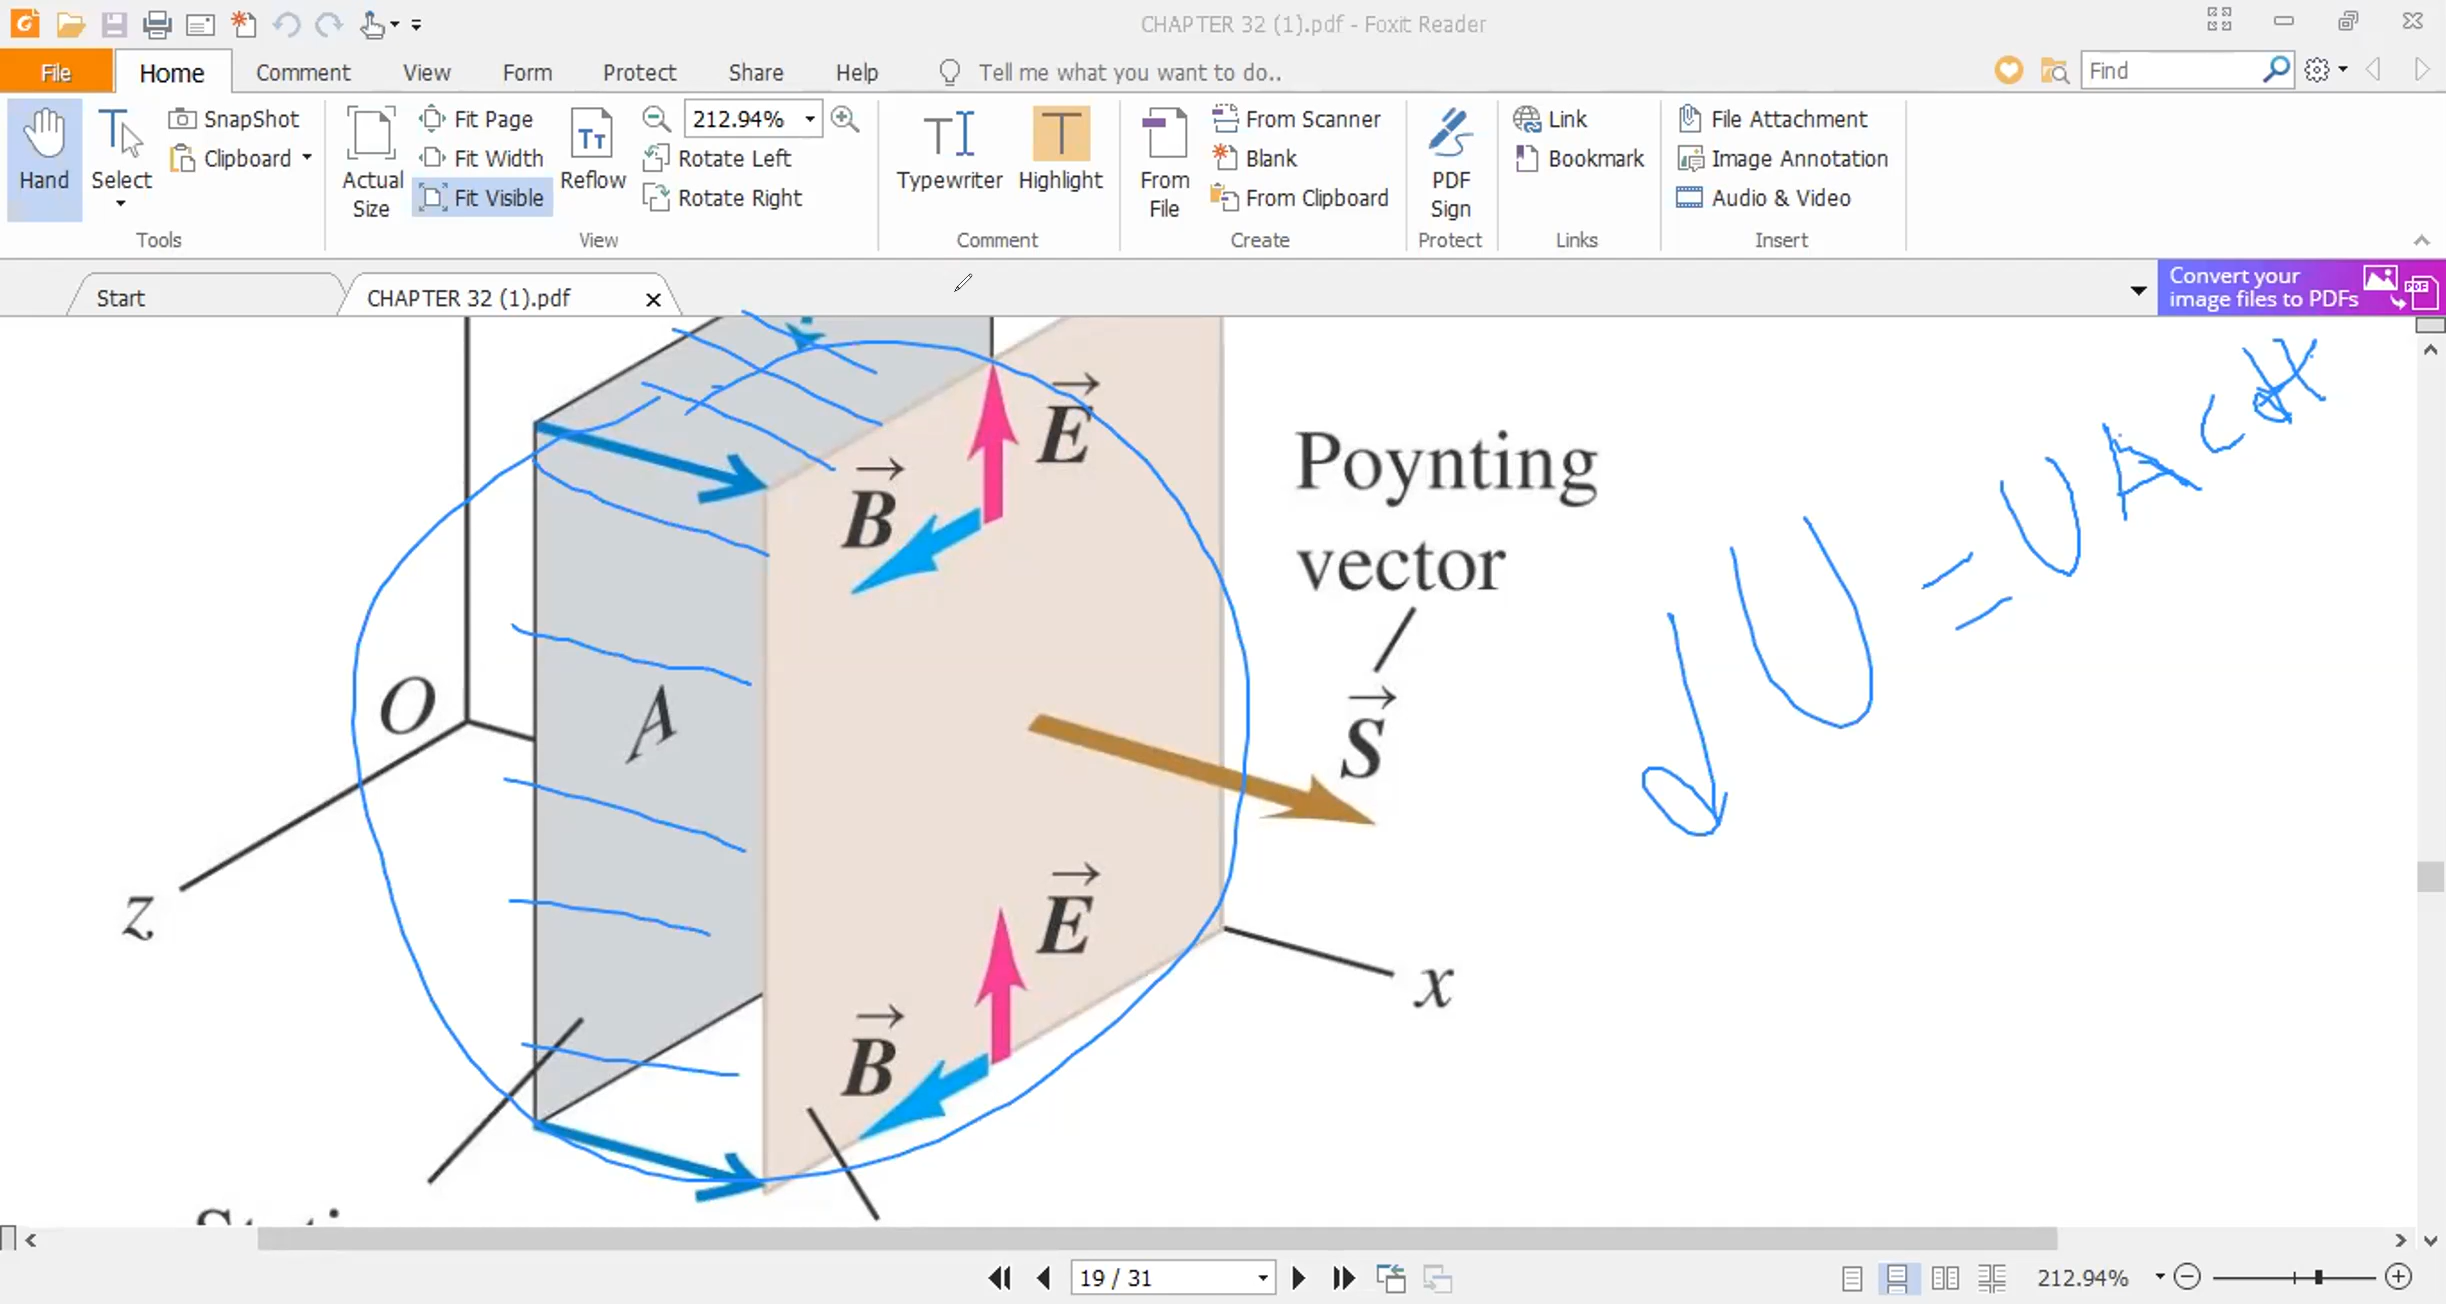 CHAPTER 32 (1).pdf - Foxit Reader
File Home Comment View Form Protect Share Help Tell me what you want to do.. Find
Hand Select SnapShot Clipboard
Tools
Actual Size Fit Page Fit Width Fit Visible Reflow 212.94% Rotate Left Rotate Right
View
Typewriter Highlight
Comment
From File From Scanner Blank From Clipboard
Create
PDF Sign
Protect
Link Bookmark
Links
File Attachment Image Annotation Audio & Video
Insert
Start CHAPTER 32 (1).pdf
Convert your
image files to PDFs
E
B
Poynting
vector
S
dU = UAcdt
O
A
z
E
B
x
19 / 31
212.94%